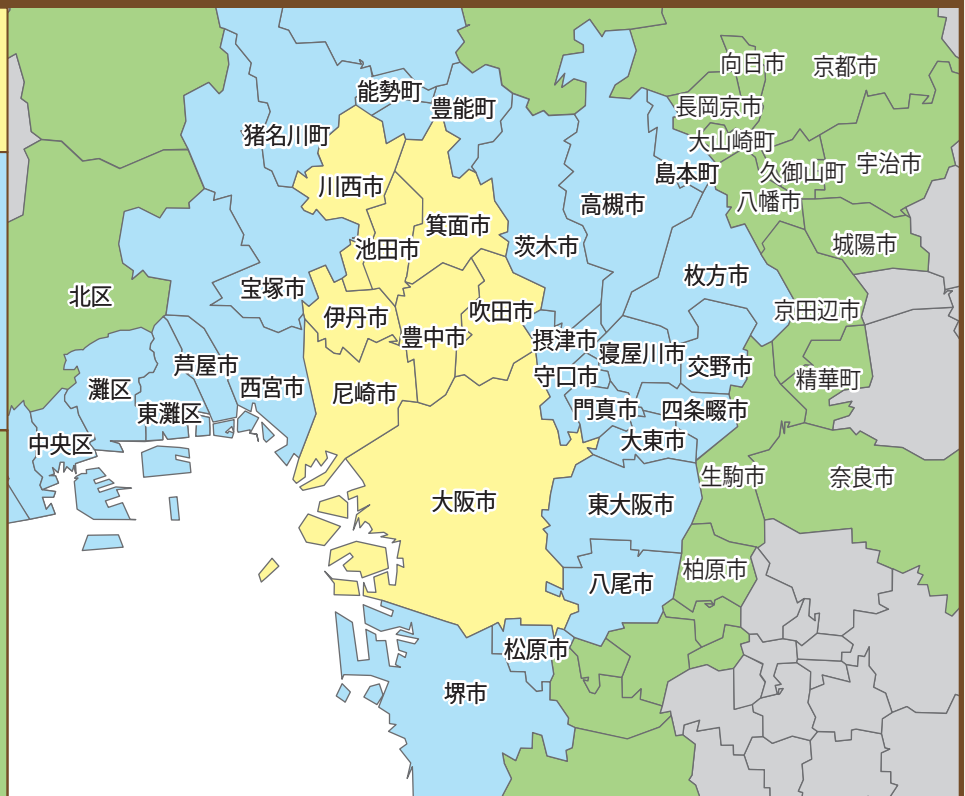 向日市
京都市
能勢町
豊能町
長岡京市
猪名川町
大山崎町
久御山町
宇治市
島本町
川西市
八幡市
高槻市
箕面市
池田市
茨木市
城陽市
枚方市
宝塚市
北区
吹田市
京田辺市
伊丹市
豊中市
摂津市
寝屋川市
芦屋市
交野市
守口市
精華町
灘区
西宮市
尼崎市
東灘区
門真市
四条畷市
中央区
大東市
生駒市
奈良市
大阪市
東大阪市
柏原市
八尾市
松原市
堺市